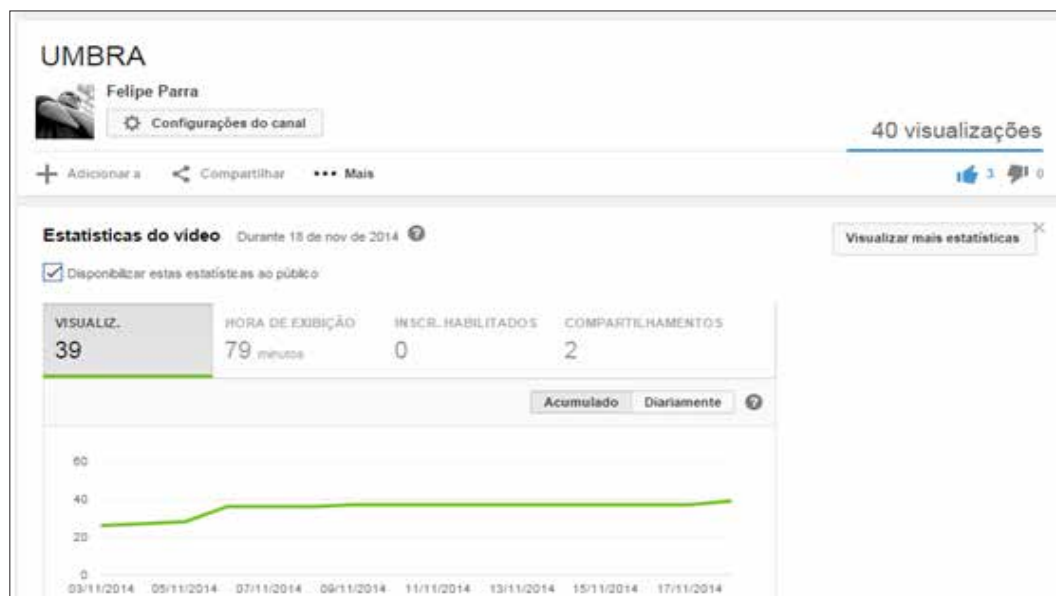 UMBRA
Felipe Parra
Configurações do canal
40 visualizações
Adicionar a Compartilhar ••• Mais 3 0
Estatísticas do vídeo Durante 18 de nov de 2014 ?
Visualizar mais estatísticas ×
Disponibilizar estas estatísticas ao público
VISUALIZ. HORA DE EXIBIÇÃO INSCR. HABILITADOS COMPARTILHAMENTOS
39 79 minutos 0 2
Acumulado Diariamente ?
60
40
20
0
03/11/2014 05/11/2014 07/11/2014 09/11/2014 11/11/2014 13/11/2014 15/11/2014 17/11/2014